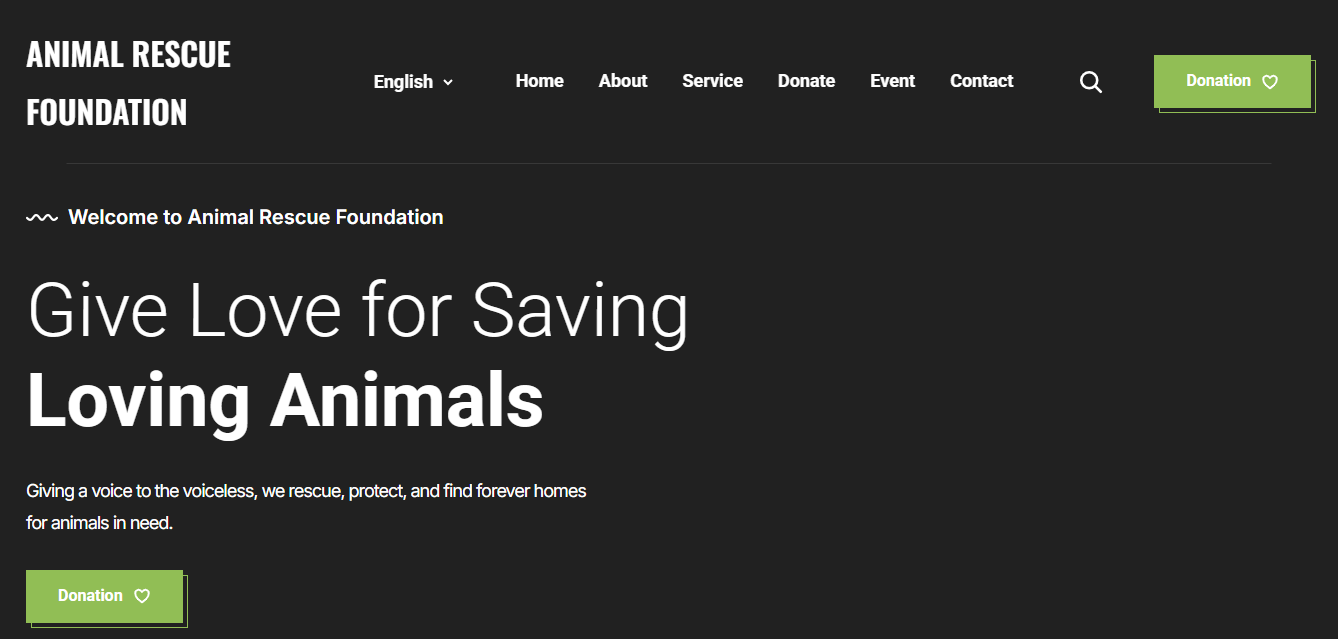 ANIMAL RESCUE
FOUNDATION
English
Home About Service Donate Event Contact
Donation
Welcome to Animal Rescue Foundation
Give Love for Saving
Loving Animals
Giving a voice to the voiceless, we rescue, protect, and find forever homes
for animals in need.
Donation